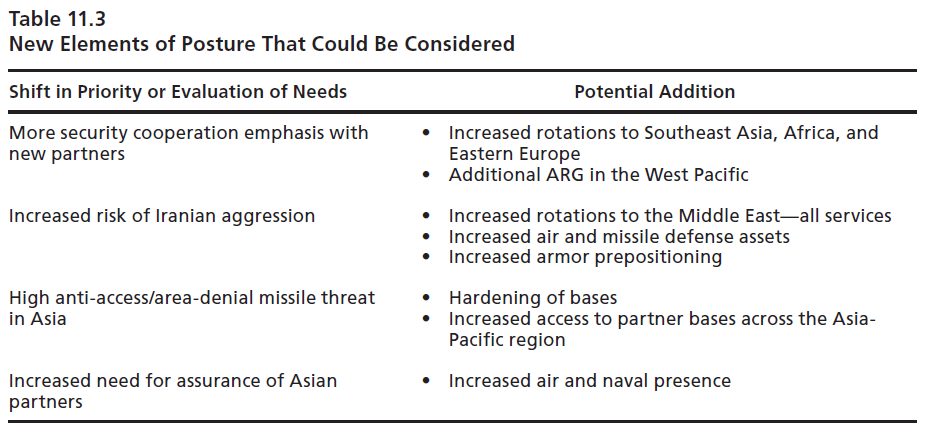 Table 11.3
New Elements of Posture That Could Be Considered
Shift in Priority or Evaluation of Needs
Potential Addition
More security cooperation emphasis with
new partners
• Increased rotations to Southeast Asia, Africa, and
Eastern Europe
• Additional ARG in the West Pacific
Increased risk of Iranian aggression
• Increased rotations to the Middle East—all services
• Increased air and missile defense assets
• Increased armor prepositioning
High anti-access/area-denial missile threat
in Asia
• Hardening of bases
• Increased access to partner bases across the Asia-
Pacific region
Increased need for assurance of Asian
partners
• Increased air and naval presence